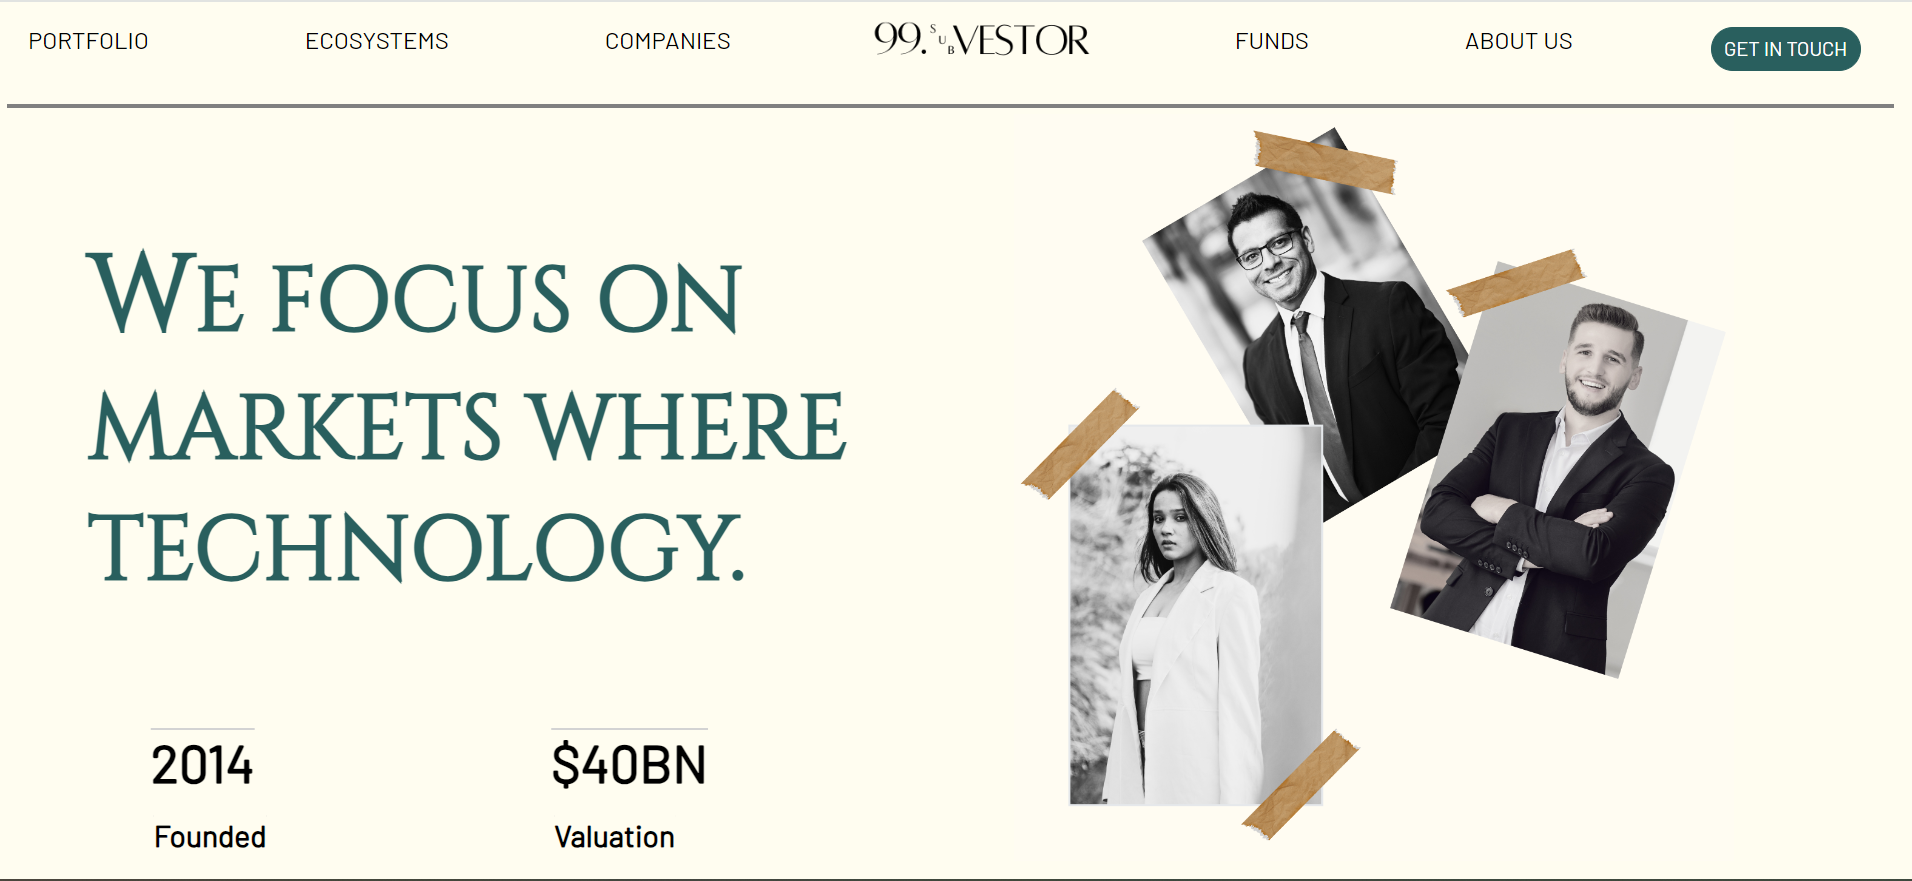 PORTFOLIO
ECOSYSTEMS
COMPANIES
99.SUBVESTOR
FUNDS
ABOUT US
GET IN TOUCH
WE FOCUS ON
MARKETS WHERE
TECHNOLOGY.
2014
Founded
$40BN
Valuation